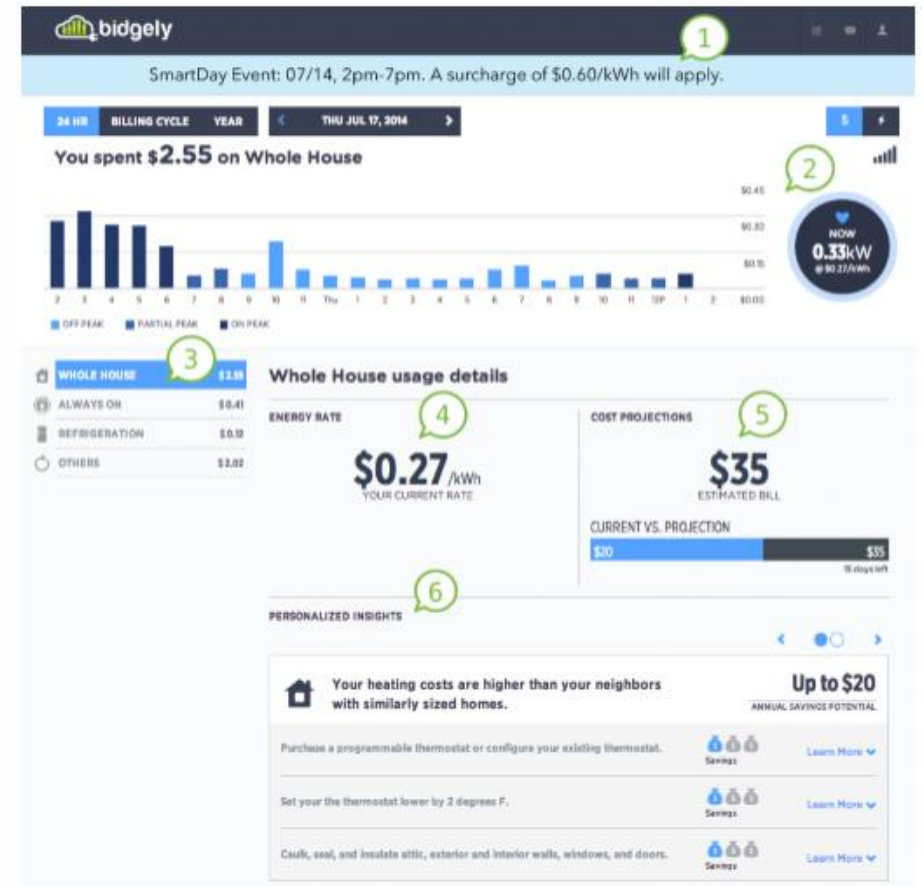 bidgely
1
SmartDay Event: 07/14, 2pm-7pm. A surcharge of $0.60/kWh will apply.
24 HR BILLING CYCLE YEAR < THU JUL 17, 2014 > $
You spent $2.55 on Whole House
2
$0.45
$0.30
$0.15
$0.00
NOW
0.33kW
@ $0.27/kWh
2 3 4 5 6 7 8 9 10 11 Thu 1 2 3 4 5 6 7 8 9 10 11 12P 1 2
OFF PEAK PARTIAL PEAK ON PEAK
3
WHOLE HOUSE $2.55
ALWAYS ON $0.41
REFRIGERATION
OTHERS
Whole House usage details
4
ENERGY RATE
$0.27/kWh
YOUR CURRENT RATE
5
COST PROJECTIONS
$35
ESTIMATED BILL
CURRENT VS. PROJECTION
$20 $35
days left
6
PERSONALIZED INSIGHTS
< >
Your heating costs are higher than your neighbors
with similarly sized homes.
Up to $20
ANNUAL SAVINGS POTENTIAL
Purchase a programmable thermostat or configure your existing thermostat.
Savings
Learn More
Set your the thermostat lower by 2 degrees F.
Savings
Learn More
Caulk, seal, and insulate attic, exterior and interior walls, windows, and doors.
Savings
Learn More